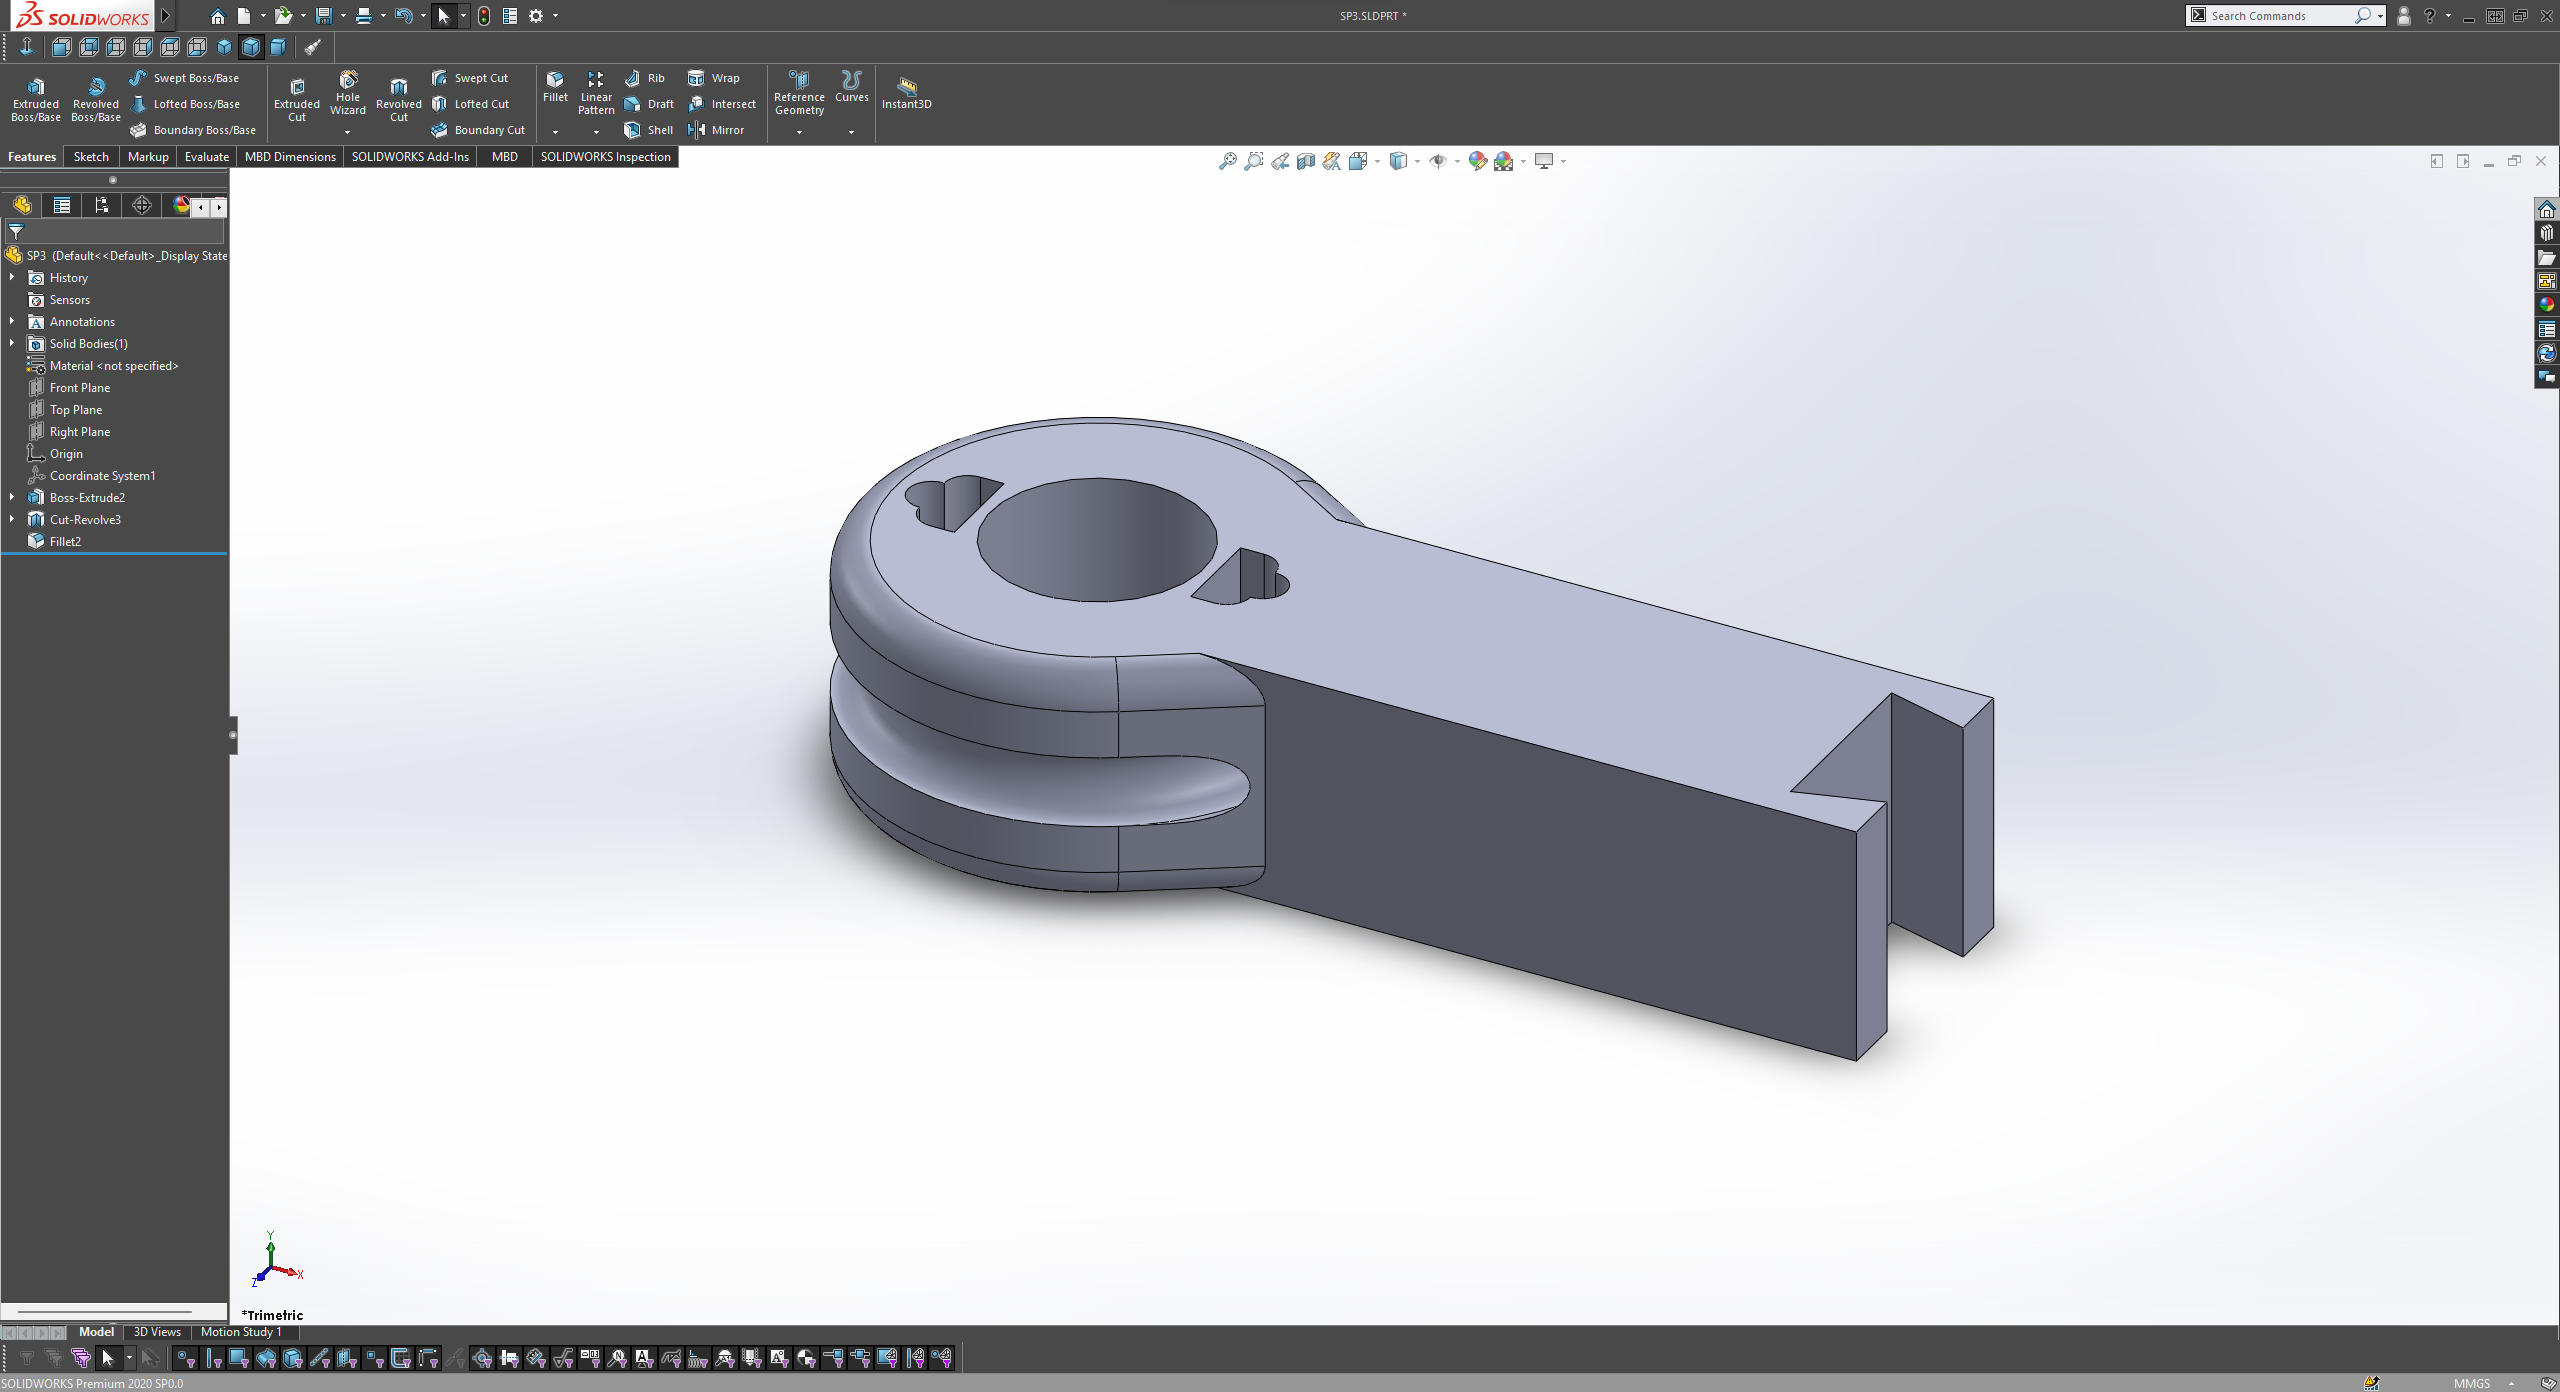 SOLIDWORKS
SP3.SLDPRT *
Search Commands
Extruded Boss/Base
Revolved Boss/Base
Swept Boss/Base
Lofted Boss/Base
Boundary Boss/Base
Extruded Cut
Hole Wizard
Revolved Cut
Swept Cut
Lofted Cut
Boundary Cut
Fillet
Linear Pattern
Rib
Draft
Shell
Wrap
Intersect
Mirror
Reference Geometry
Curves
Instant3D
Features
Sketch
Markup
Evaluate
MBD Dimensions
SOLIDWORKS Add-Ins
MBD
SOLIDWORKS Inspection
SP3 (Default<<Default>_Display State
History
Sensors
Annotations
Solid Bodies(1)
Material <not specified>
Front Plane
Top Plane
Right Plane
Origin
Coordinate System1
Boss-Extrude2
Cut-Revolve3
Fillet2
Y
X
Z
*Trimetric
Model
3D Views
Motion Study 1
SOLIDWORKS Premium 2020 SP0.0
MMGS